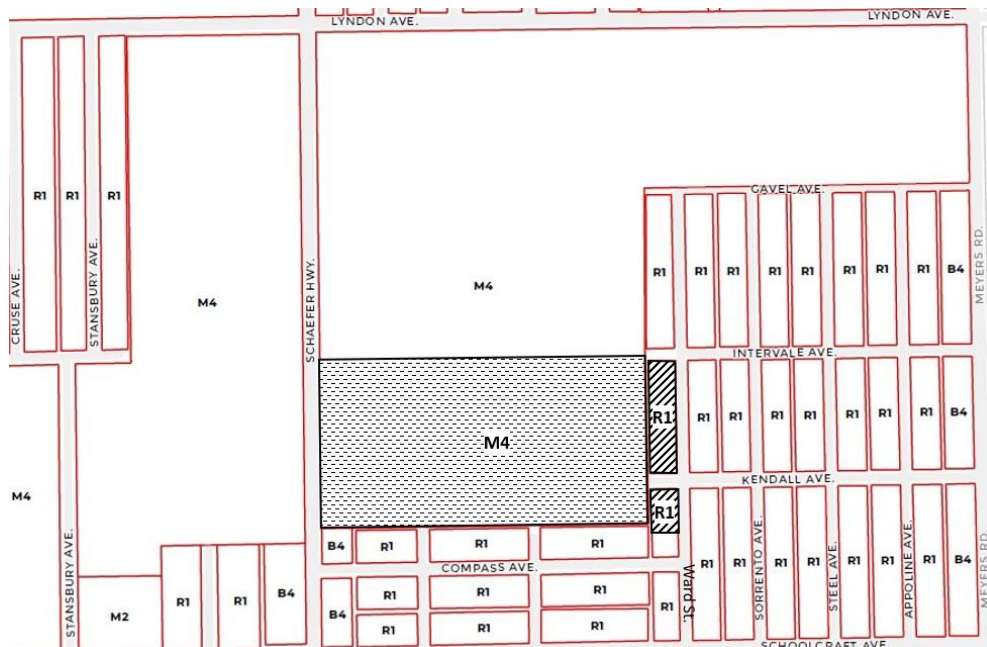 LYNDON AVE.
LYNDON AVE.
R1
R1
R1
CRUSE AVE.
STANSBURY AVE.
SCHAEFER HWY.
M4
M4
GAVEL AVE.
R1
R1
R1
R1
R1
R1
R1
R1
B4
MEYERS RD.
INTERVALE AVE.
R1
R1
R1
R1
R1
R1
R1
R1
B4
M4
M4
KENDALL AVE.
R1
STANSBURY AVE.
B4
R1
R1
R1
COMPASS AVE.
M2
R1
R1
B4
B4
R1
R1
R1
R1
R1
R1
R1
Ward St.
R1
R1
SORRENTO AVE.
R1
R1
STEEL AVE.
R1
R1
APPOLINE AVE.
R1
B4
MEYERS RD.
SCHOOLCRAFT AVE.